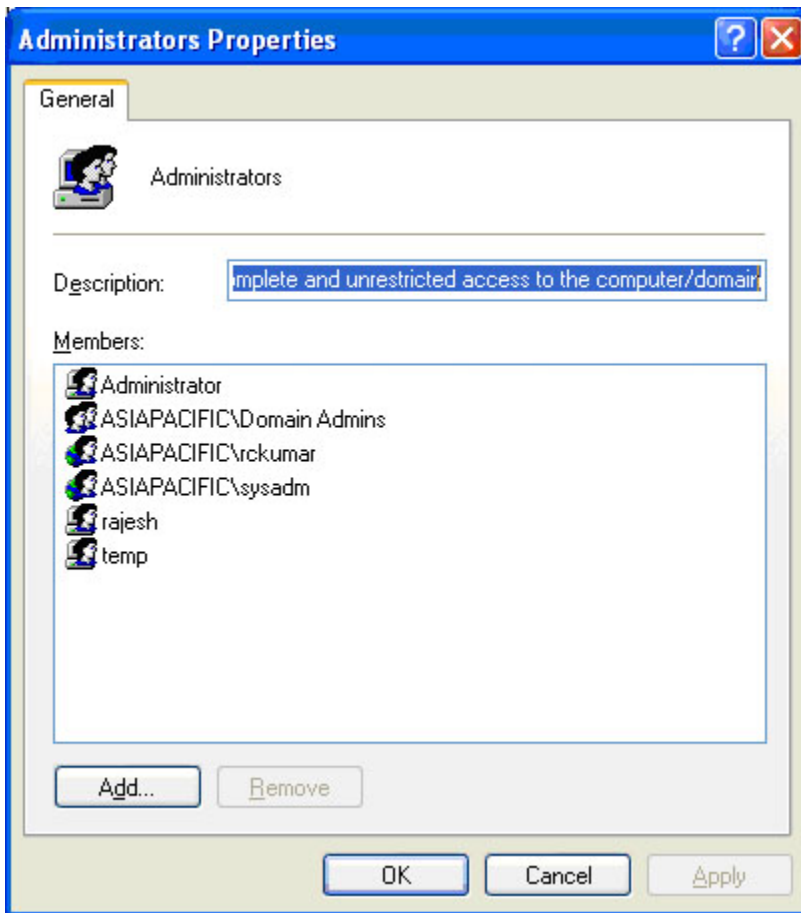 Administrators Properties
General
Administrators
Description: mplete and unrestricted access to the computer/domain
Members:
Administrator
ASIAPACIFIC\Domain Admins
ASIAPACIFIC\rckumar
ASIAPACIFIC\sysadm
rajesh
temp
Add... Remove
OK Cancel Apply